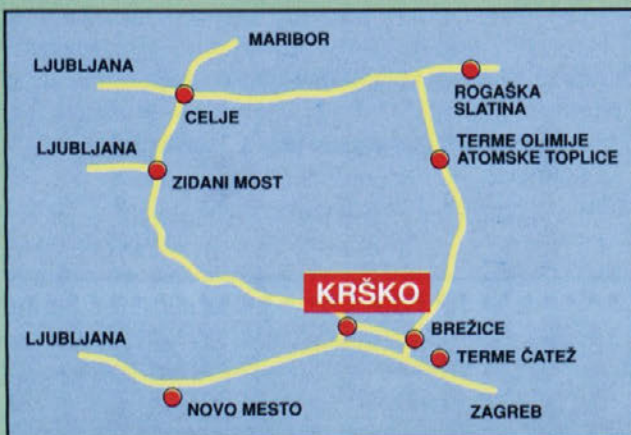 MARIBOR
LJUBLJANA
ROGAŠKA
SLATINA
CELJE
TERME OLIMIJE
ATOMSKE TOPLICE
LJUBLJANA
ZIDANI MOST
KRŠKO
BREŽICE
LJUBLJANA
TERME ČATEŽ
NOVO MESTO
ZAGREB